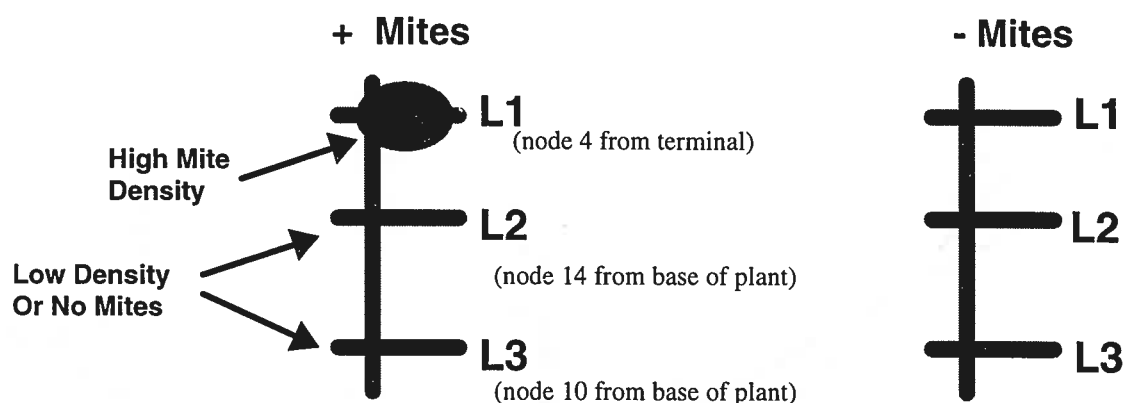 + Mites
- Mites
L1
(node 4 from terminal)
High Mite
Density
L2
(node 14 from base of plant)
Low Density
Or No Mites
L3
(node 10 from base of plant)
L1
L2
L3